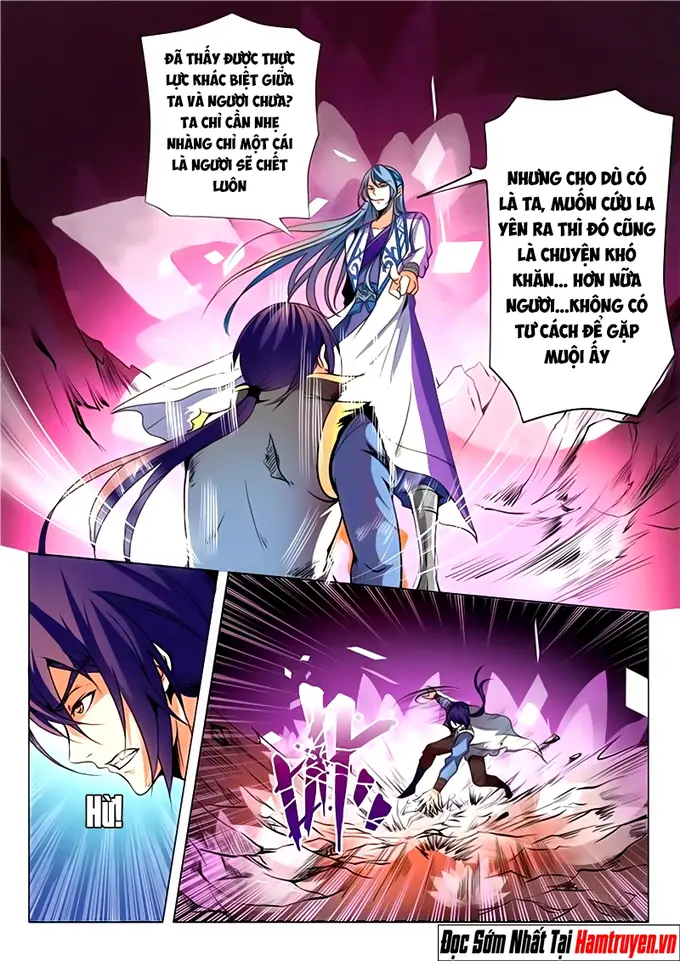 ĐÃ THẤY ĐƯỢC THỰC
LỰC KHÁC BIỆT GIỮA
TA VÀ NGƯƠI CHƯA?
TA CHỈ CẦN NHẸ
NHÀNG CHỈ MỘT CÁI
LÀ NGƯƠI SẼ CHẾT
LUÔN
NHƯNG CHO DÙ CÓ
LÀ TA, MUỐN CỨU LA
YÊN RA THÌ ĐÓ CŨNG
LÀ CHUYỆN KHÓ
KHĂN... HƠN NỮA
NGƯƠI...KHÔNG CÓ
TƯ CÁCH ĐỂ GẶP
MUỘI ẤY
HỪ!
Đọc Sớm Nhất Tại Hamtruyen.vn